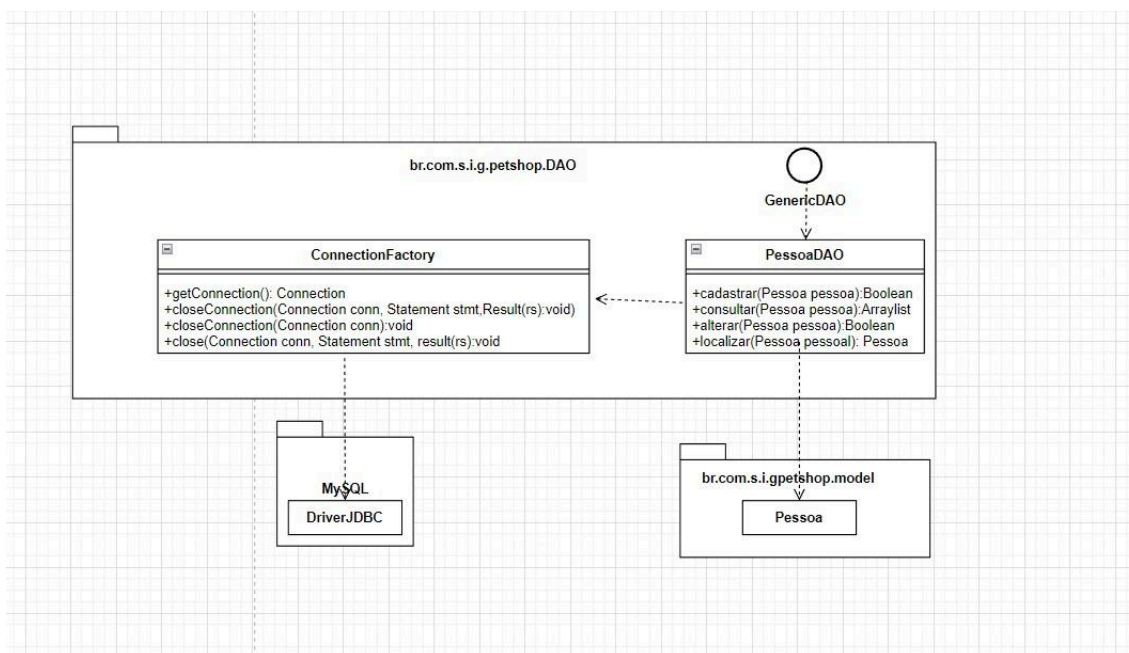 br.com.s.i.g.petshop.DAO
GenericDAO
ConnectionFactory
+getConnection(): Connection
+closeConnection(Connection conn, Statement stmt,Result(rs):void)
+closeConnection(Connection conn):void
+close(Connection conn, Statement stmt, result(rs):void
PessoaDAO
+cadastrar(Pessoa pessoa):Boolean
+consultar(Pessoa pessoa):Arraylist
+alterar(Pessoa pessoa):Boolean
+localizar(Pessoa pessoal): Pessoa
MySQL
DriverJDBC
br.com.s.i.gpetshop.model
Pessoa